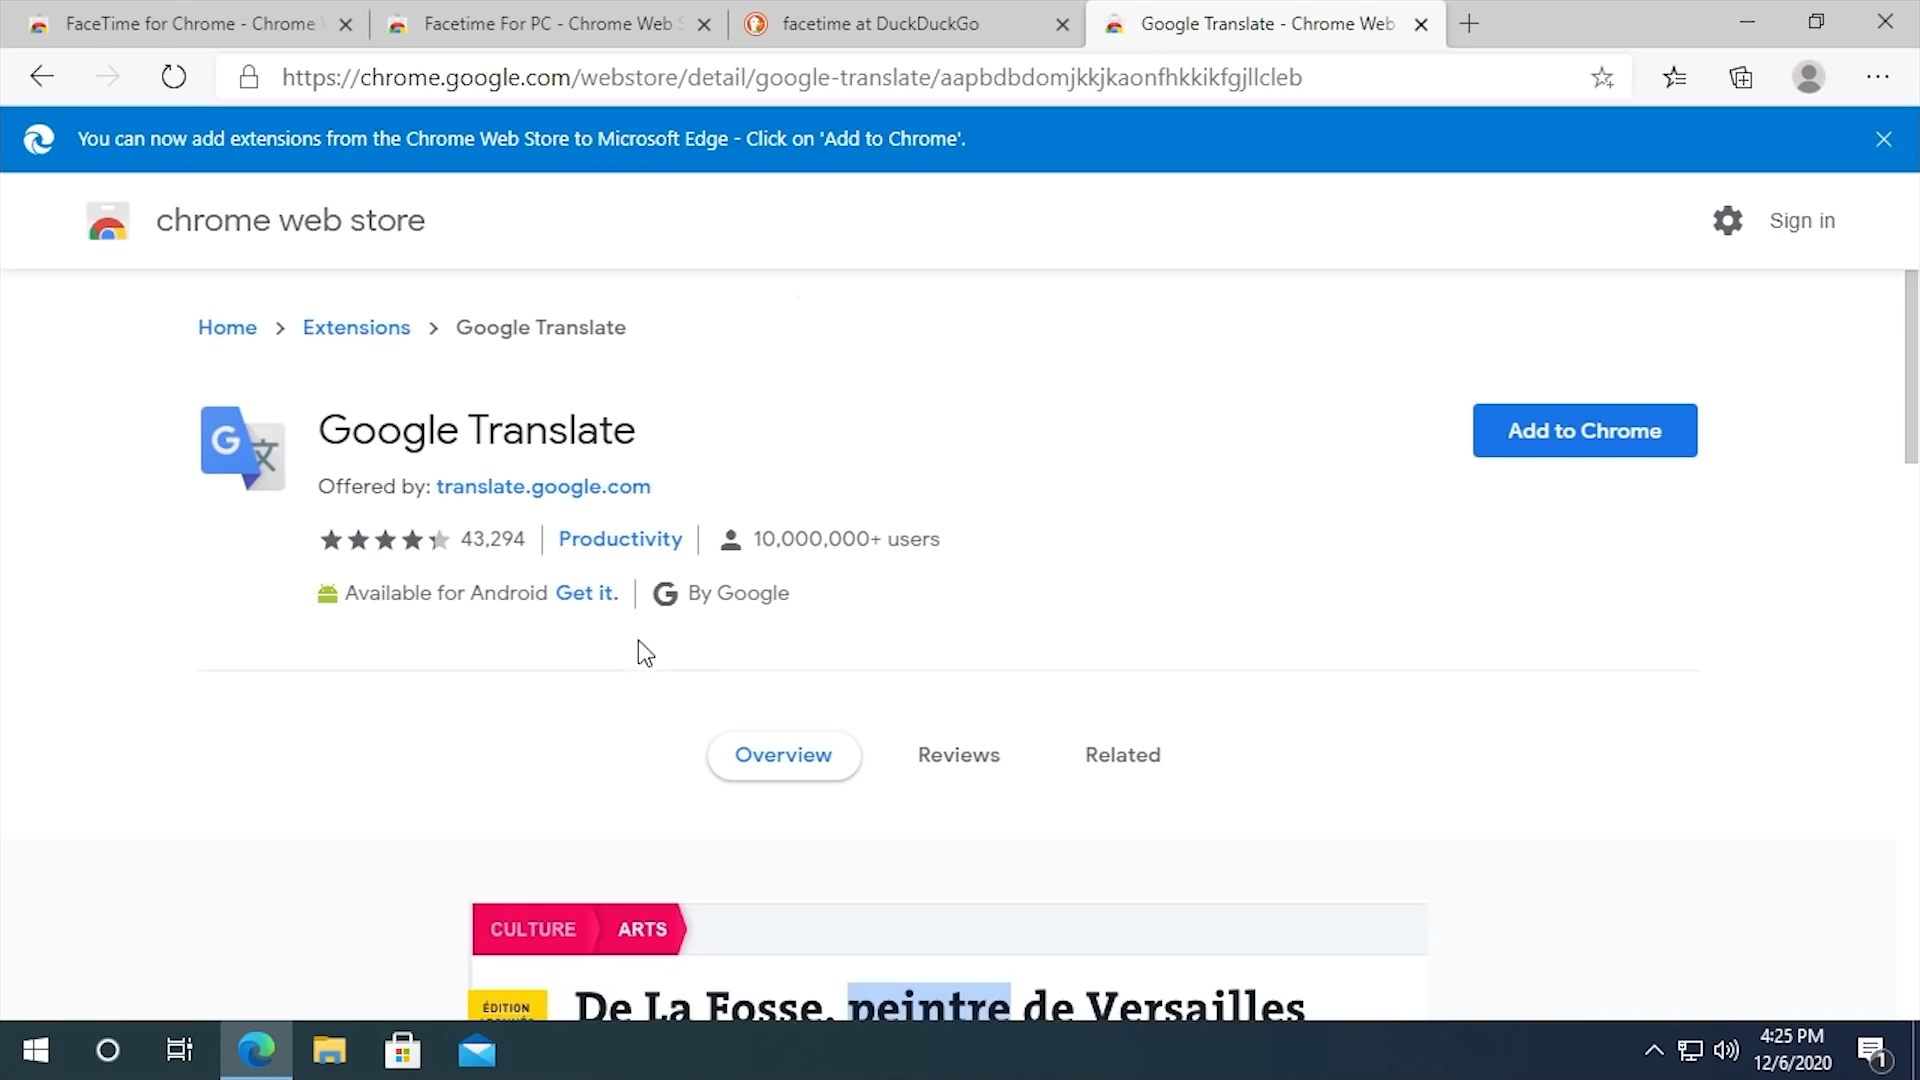 FaceTime for Chrome - Chrome
Facetime For PC - Chrome Web S
facetime at DuckDuckGo
Google Translate - Chrome Web
https://chrome.google.com/webstore/detail/google-translate/aapbdbdomjkkjkaonfhkkikfgjllcleb
You can now add extensions from the Chrome Web Store to Microsoft Edge - Click on 'Add to Chrome'.
chrome web store
Sign in
Home > Extensions > Google Translate
Google Translate
Add to Chrome
Offered by: translate.google.com
43,294 Productivity 10,000,000+ users
Available for Android Get it. By Google
Overview Reviews Related
CULTURE ARTS
ÉDITION
De La Fosse, peintre de Versailles
4:25 PM
12/6/2020
1